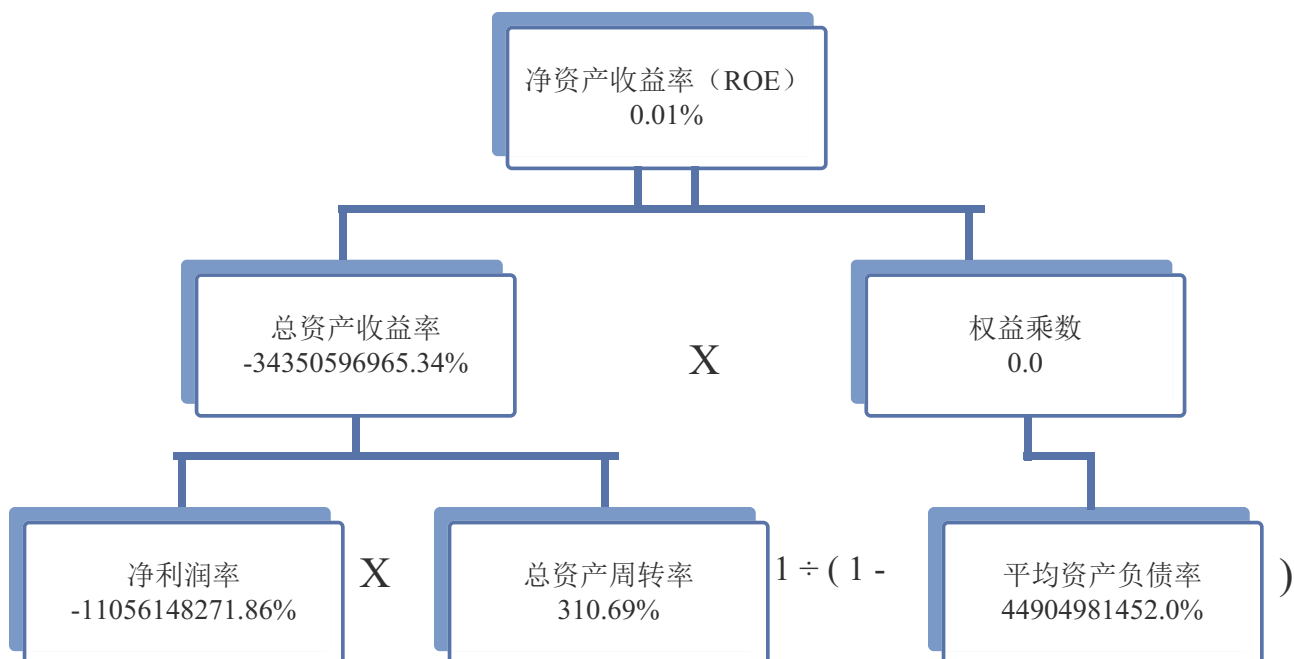 净资产收益率（ROE）
0.01%
总资产收益率
-34350596965.34%
X
权益乘数
0.0
净利润率
-11056148271.86%
X
总资产周转率
310.69%
1 ÷ ( 1 -
平均资产负债率
44904981452.0%
)